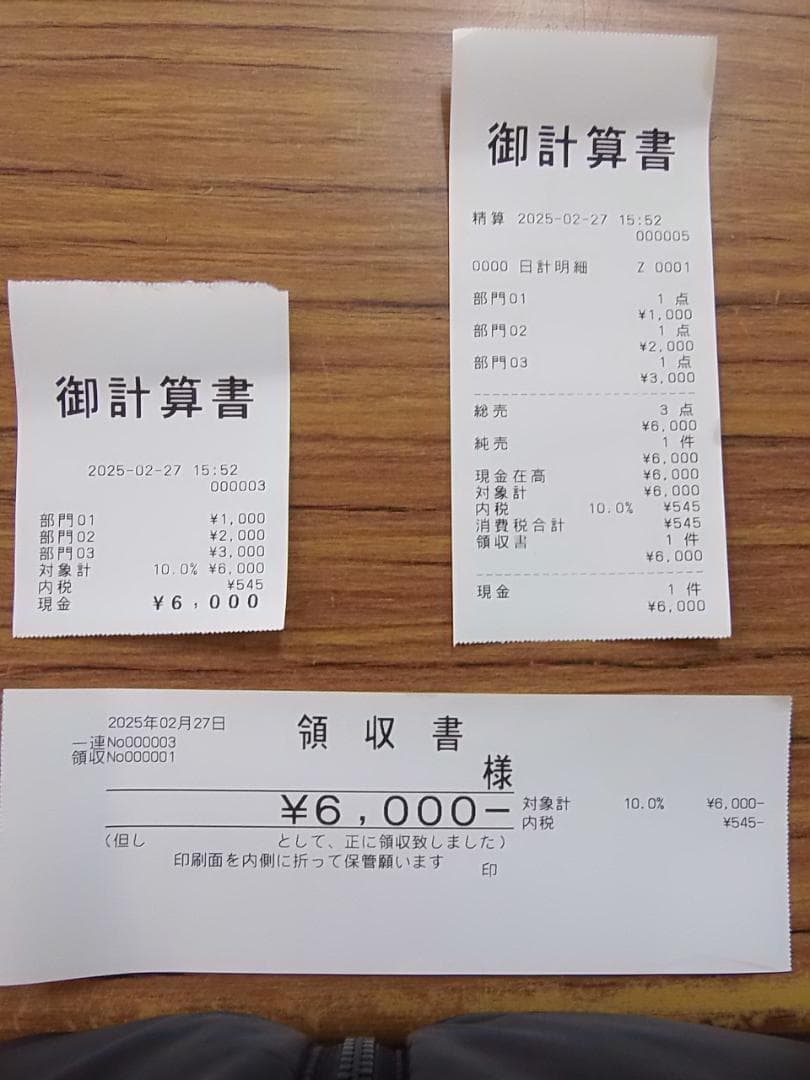 御計算書
2025-02-27 15:52
000003
部門01 ¥1,000
部門02 ¥2,000
部門03 ¥3,000
対象計 10.0% ¥6,000
内税 ¥545
現金 ¥6,000
御計算書
精算 2025-02-27 15:52
000005
0000 日計明細 Z 0001
部門01 1 点
¥1,000
部門02 1 点
¥2,000
部門03 1 点
¥3,000
総売 3 点
¥6,000
純売 1 件
¥6,000
現金在高 ¥6,000
対象計 ¥6,000
内税 10.0% ¥545
消費税合計 ¥545
領収書 1 件
¥6,000
現金 1 件
¥6,000
2025年02月27日 領収書
一連No000003
領収No000001
様
¥6,000-
対象計 10.0% ¥6,000-
内税 ¥545-
(但し として、正に領収致しました)
印刷面を内側に折って保管願います 印